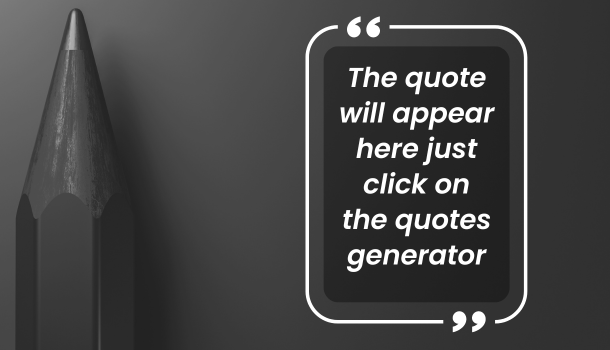 “
The quote
will appear
here just
click on
the quotes
generator
”